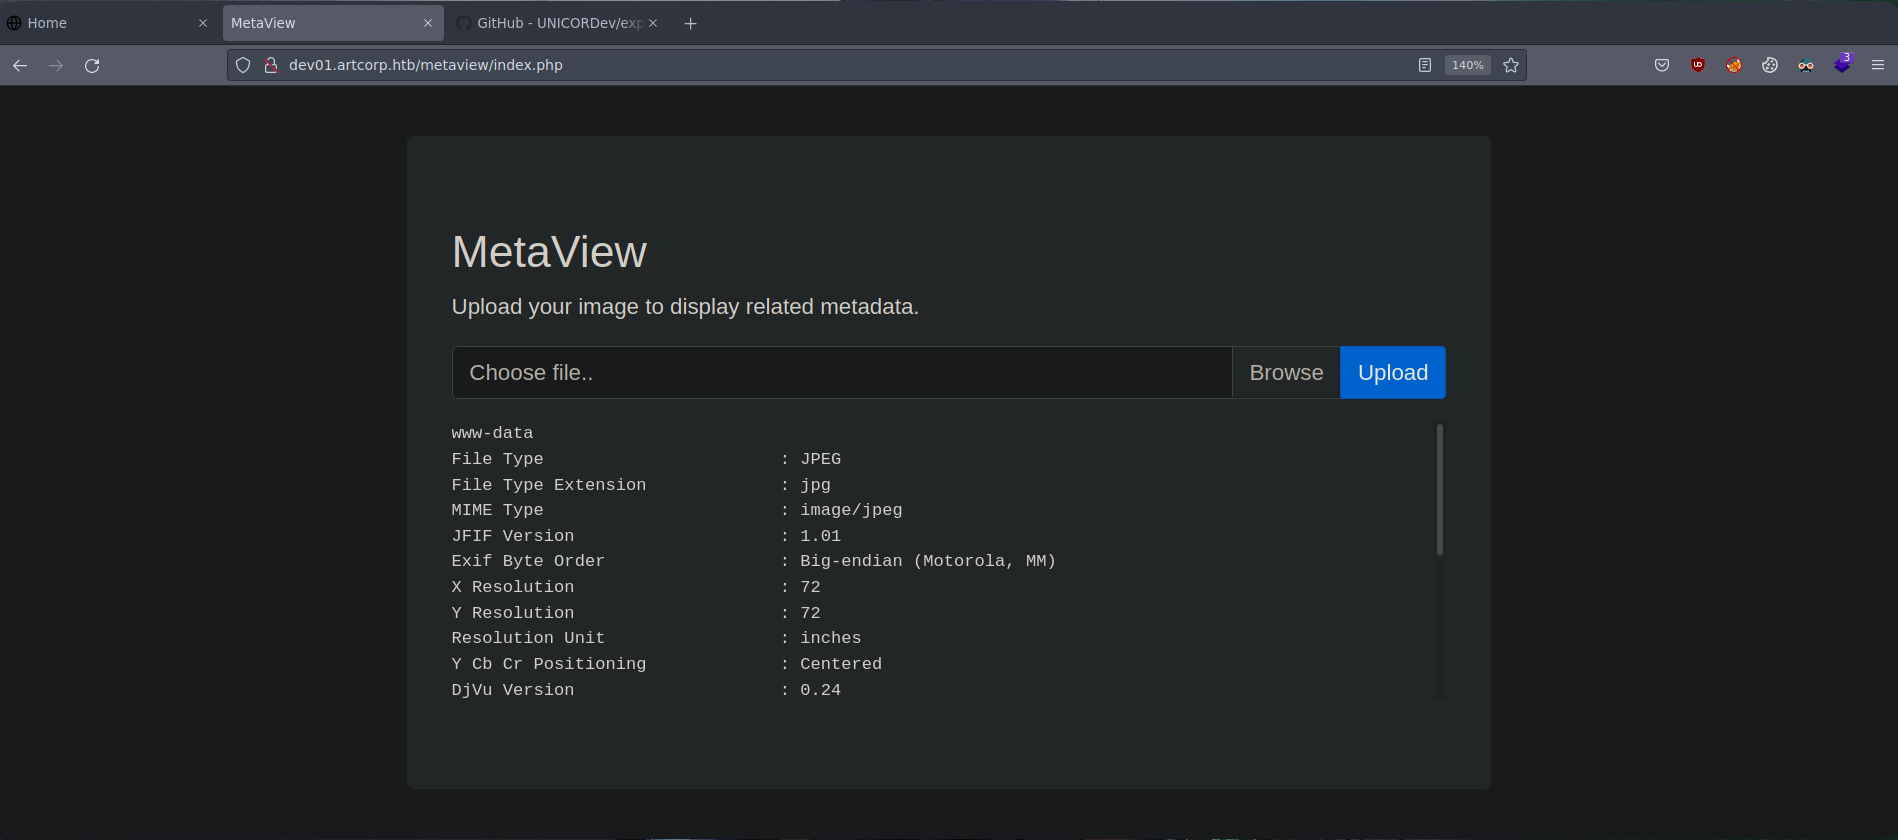 Home
MetaView
GitHub - UNICORDev/exp
dev01.artcorp.htb/metaview/index.php
140%
3
MetaView
Upload your image to display related metadata.
Choose file..
Browse
Upload
www-data
File Type : JPEG
File Type Extension : jpg
MIME Type : image/jpeg
JFIF Version : 1.01
Exif Byte Order : Big-endian (Motorola, MM)
X Resolution : 72
Y Resolution : 72
Resolution Unit : inches
Y Cb Cr Positioning : Centered
DjVu Version : 0.24